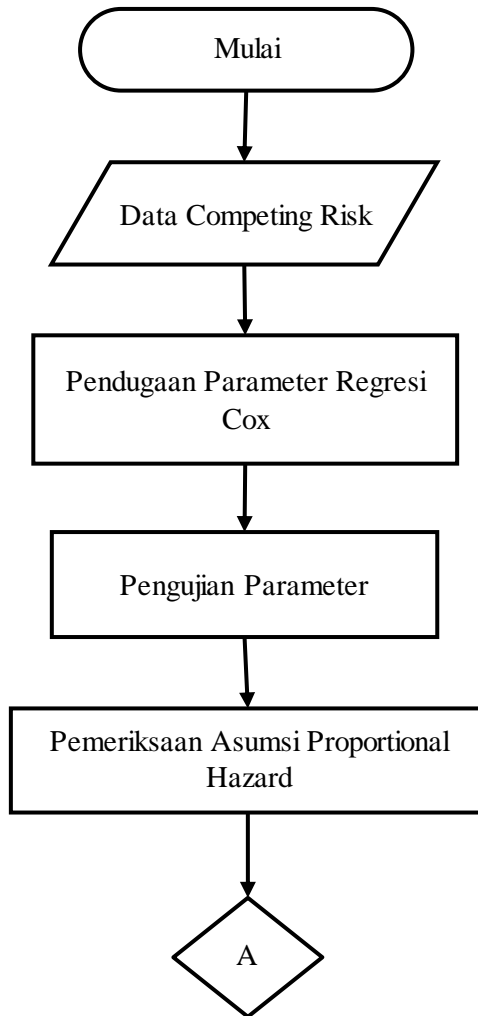 Mulai
Data Competing Risk
Pendugaan Parameter Regresi
Cox
Pengujian Parameter
Pemeriksaan Asumsi Proportional
Hazard
A